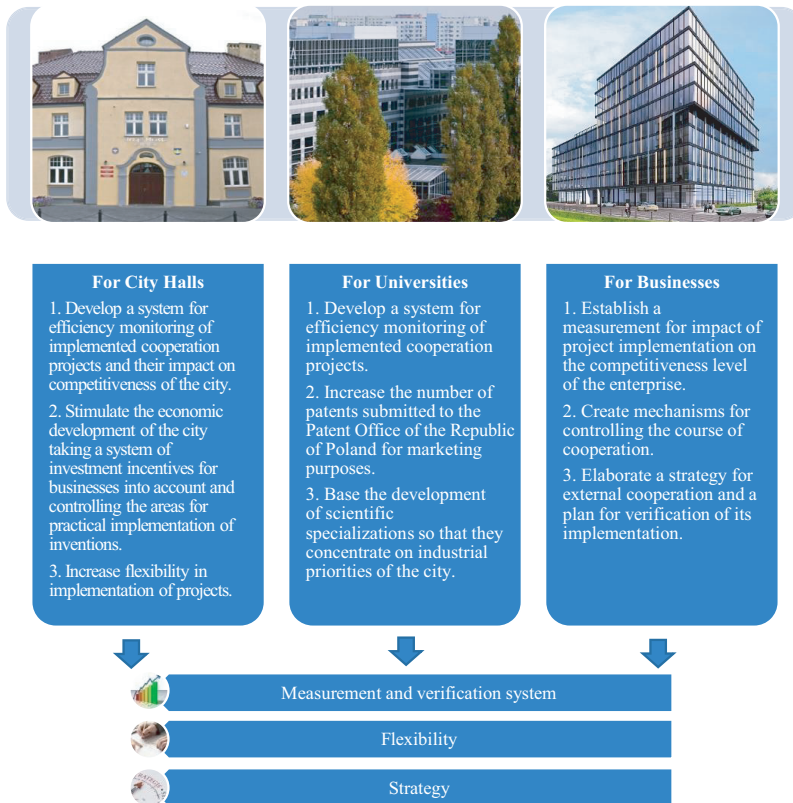 For City Halls
1. Develop a system for
efficiency monitoring of
implemented cooperation
projects and their impact on
competitiveness of the city.
2. Stimulate the economic
development of the city
taking a system of
investment incentives for
businesses into account and
controlling the areas for
practical implementation of
inventions.
3. Increase flexibility in
implementation of projects.
For Universities
1. Develop a system for
efficiency monitoring of
implemented cooperation
projects.
2. Increase the number of
patents submitted to the
Patent Office of the Republic
of Poland for marketing
purposes.
3. Base the development
of scientific
specializations so that they
concentrate on industrial
priorities of the city.
For Businesses
1. Establish a
measurement for impact of
project implementation on
the competitiveness level
of the enterprise.
2. Create mechanisms for
controlling the course of
cooperation.
3. Elaborate a strategy for
external cooperation and a
plan for verification of its
implementation.
Measurement and verification system
Flexibility
Strategy